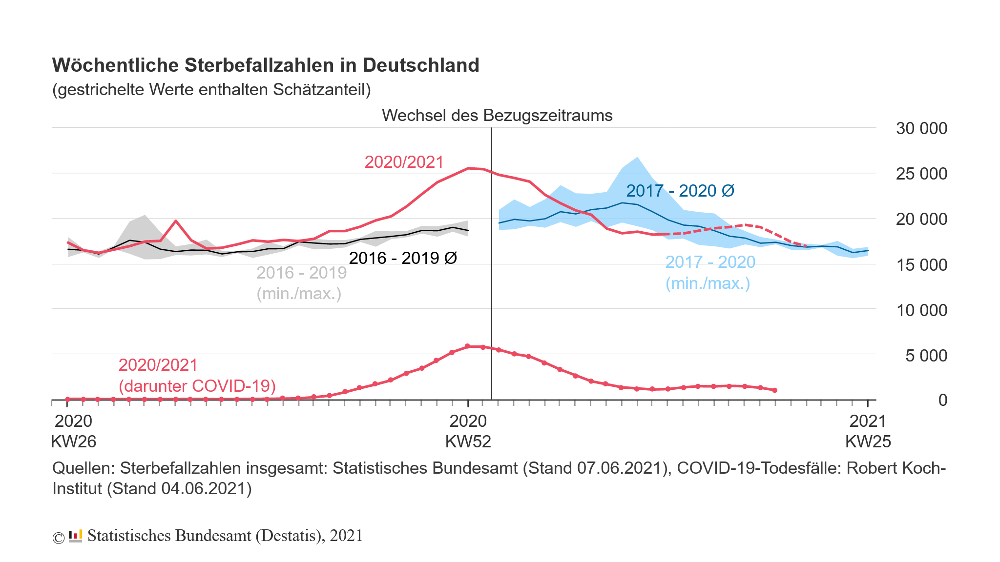 Wöchentliche Sterbefallzahlen in Deutschland
(gestrichelte Werte enthalten Schätzanteil)
Wechsel des Bezugszeitraums
30 000
2020/2021
25 000
2017 - 2020 Ø
20 000
2016 - 2019 Ø
2016 - 2019
(min./max.)
2017 - 2020
(min./max.)
15 000
10 000
5 000
2020/2021
(darunter COVID-19)
0
2020
KW26
2020
KW52
2021
KW25
Quellen: Sterbefallzahlen insgesamt: Statistisches Bundesamt (Stand 07.06.2021), COVID-19-Todesfälle: Robert Koch-
Institut (Stand 04.06.2021)
© Statistisches Bundesamt (Destatis), 2021